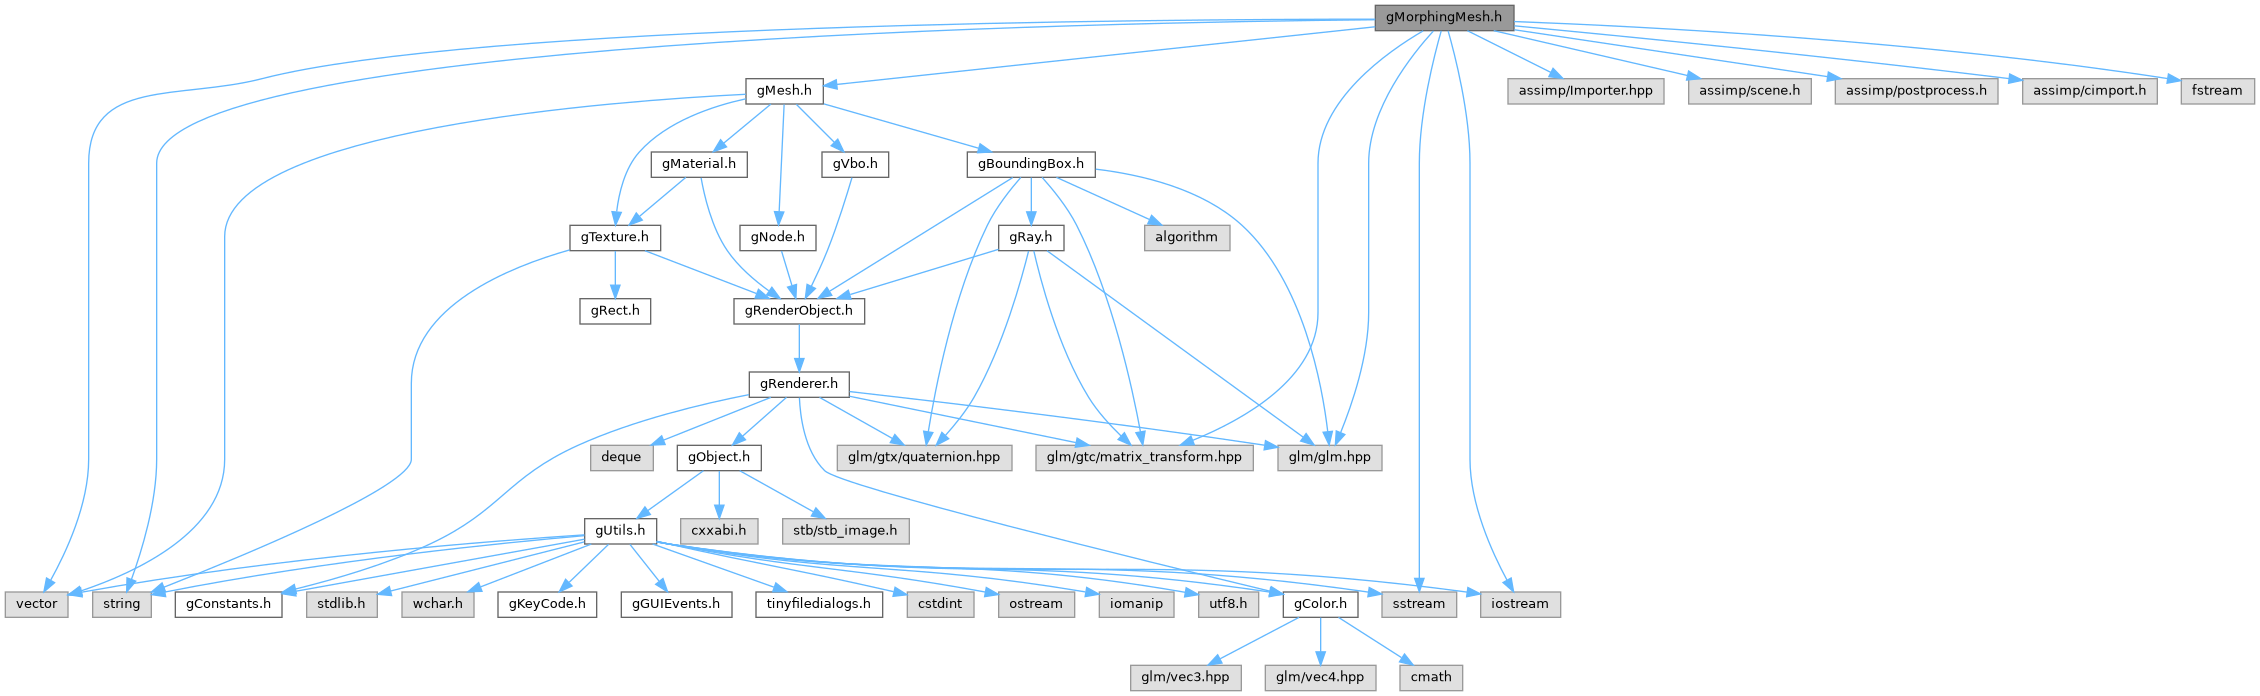 gMorphingMesh.h
gMesh.h
assimp/Importer.hpp
assimp/scene.h
assimp/postprocess.h
assimp/cimport.h
fstream
gMaterial.h
gVbo.h
gBoundingBox.h
gTexture.h
gNode.h
gRay.h
algorithm
gRect.h
gRenderObject.h
gRenderer.h
deque
gObject.h
glm/gtx/quaternion.hpp
glm/gtc/matrix_transform.hpp
glm/glm.hpp
gUtils.h
cxxabi.h
stb/stb_image.h
vector
string
gConstants.h
stdlib.h
wchar.h
gKeyCode.h
gGUIEvents.h
tinyfiledialogs.h
cstdint
ostream
iomanip
utf8.h
gColor.h
sstream
iostream
glm/vec3.hpp
glm/vec4.hpp
cmath